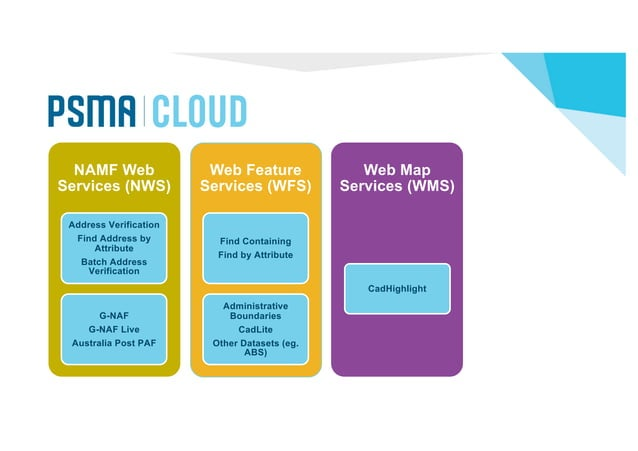 PSMA CLOUD
NAMF Web
Services (NWS)
Address Verification
Find Address by
Attribute
Batch Address
Verification
G-NAF
G-NAF Live
Australia Post PAF
Web Feature
Services (WFS)
Find Containing
Find by Attribute
Administrative
Boundaries
CadLite
Other Datasets (eg.
ABS)
Web Map
Services (WMS)
CadHighlight